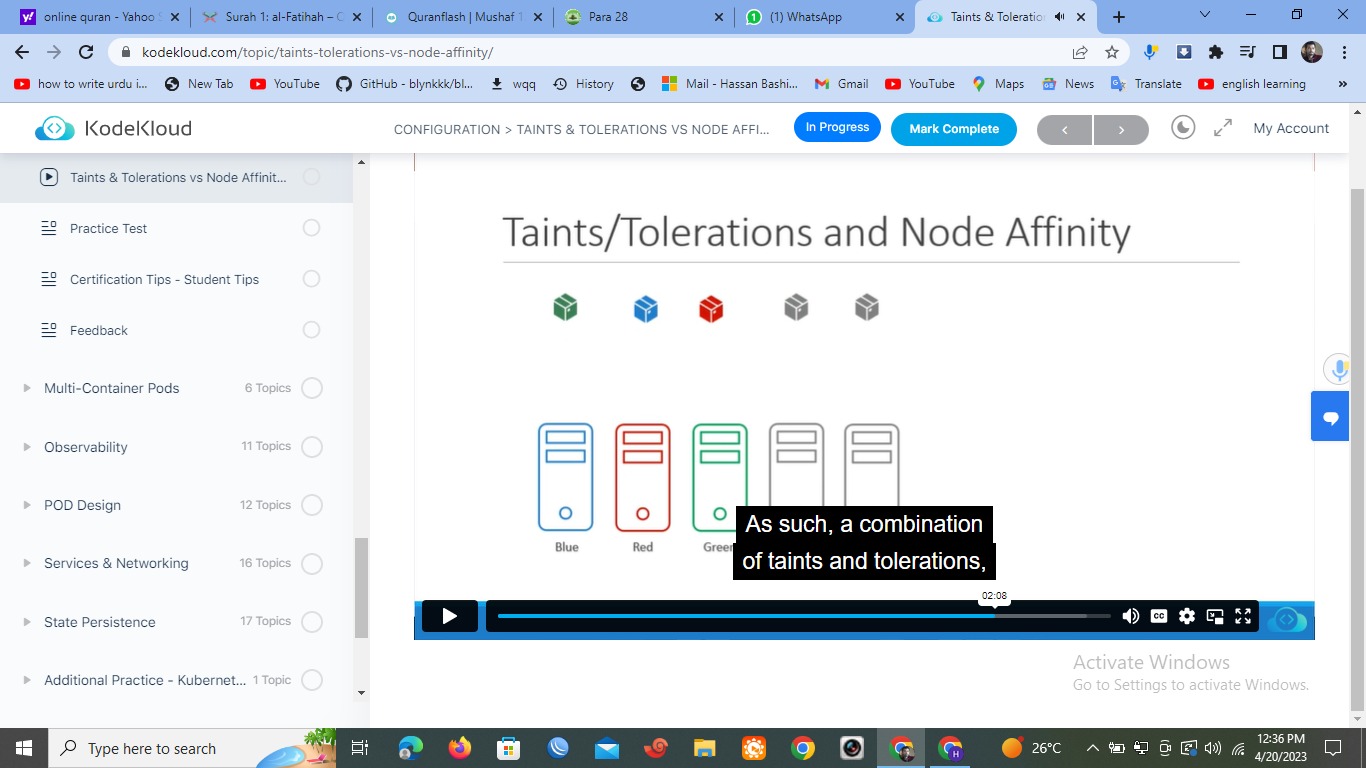 online quran - Yahoo S
Surah 1: al-Fatihah – C
Quranflash | Mushaf 1
Para 28
(1) WhatsApp
Taints & Toleration
kodekloud.com/topic/taints-tolerations-vs-node-affinity/
how to write urdu i...
New Tab
YouTube
GitHub - blynkkk/bl...
wqq
History
Mail - Hassan Bashi...
Gmail
YouTube
Maps
News
Translate
english learning
»
KodeKloud
CONFIGURATION > TAINTS & TOLERATIONS VS NODE AFFI...
In Progress
Mark Complete
My Account
Taints & Tolerations vs Node Affinit...
Practice Test
Certification Tips - Student Tips
Feedback
Multi-Container Pods 6 Topics
Observability 11 Topics
POD Design 12 Topics
Services & Networking 16 Topics
State Persistence 17 Topics
Additional Practice - Kubernet... 1 Topic
Taints/Tolerations and Node Affinity
Blue
Red
Green
As such, a combination
of taints and tolerations,
02:08
CC
Activate Windows
Go to Settings to activate Windows.
Type here to search
H
26°C
12:36 PM
4/20/2023